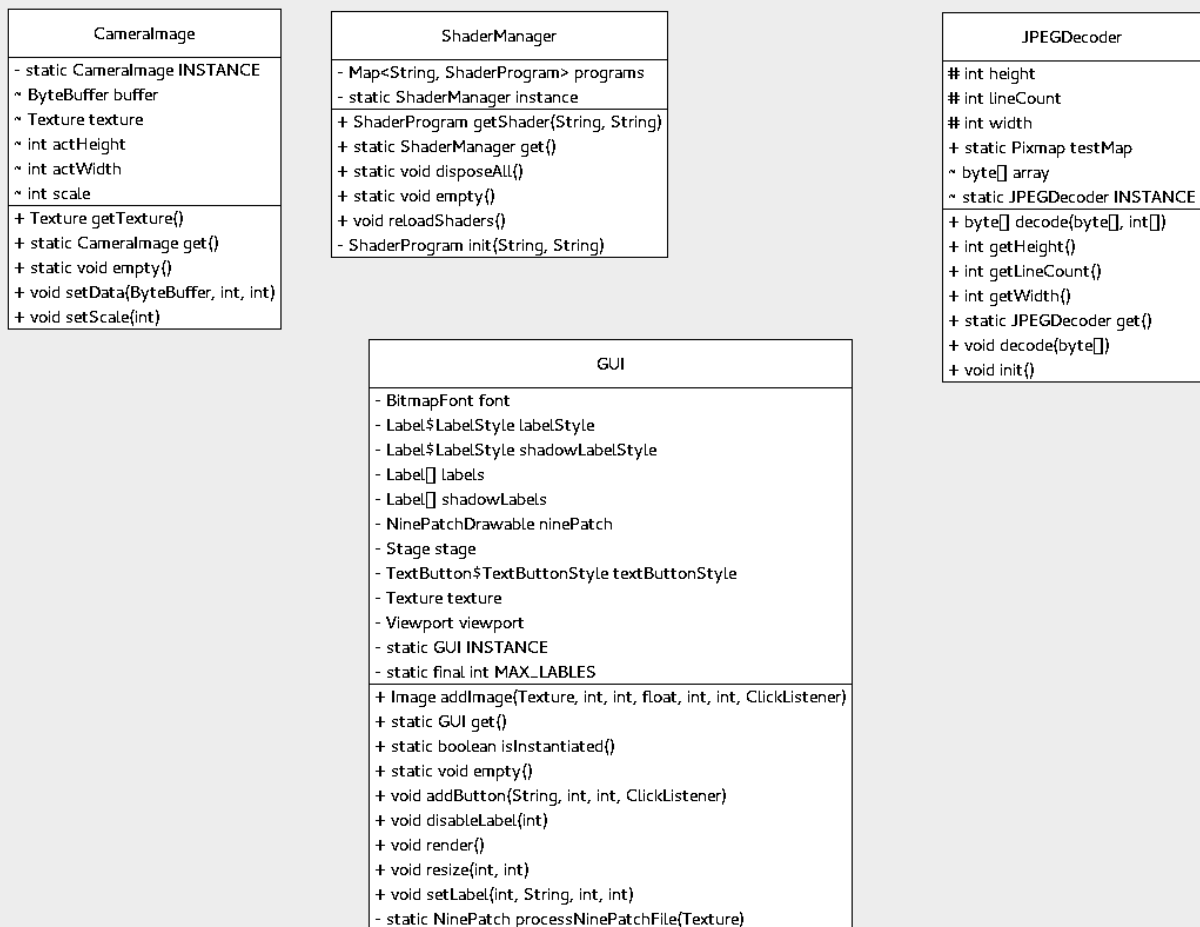 CameraImage
- static CameraImage INSTANCE
~ ByteBuffer buffer
~ Texture texture
~ int actHeight
~ int actWidth
~ int scale
+ Texture getTexture()
+ static CameraImage get()
+ static void empty()
+ void setData(ByteBuffer, int, int)
+ void setScale(int)
ShaderManager
- Map<String, ShaderProgram> programs
- static ShaderManager instance
+ ShaderProgram getShader(String, String)
+ static ShaderManager get()
+ static void disposeAll()
+ static void empty()
+ void reloadShaders()
- ShaderProgram init(String, String)
JPEGDecoder
# int height
# int lineCount
# int width
+ static Pixmap testMap
~ byte[] array
~ static JPEGDecoder INSTANCE
+ byte[] decode(byte[], int[])
+ int getHeight()
+ int getLineCount()
+ int getWidth()
+ static JPEGDecoder get()
+ void decode(byte[])
+ void init()
GUI
- BitmapFont font
- Label$LabelStyle labelStyle
- Label$LabelStyle shadowLabelStyle
- Label[] labels
- Label[] shadowLabels
- NinePatchDrawable ninePatch
- Stage stage
- TextButton$TextButtonStyle textButtonStyle
- Texture texture
- Viewport viewport
- static GUI INSTANCE
- static final int MAX_LABLES
+ Image addImage(Texture, int, int, float, int, int, ClickListener)
+ static GUI get()
+ static boolean isInstantiated()
+ static void empty()
+ void addButton(String, int, int, ClickListener)
+ void disableLabel(int)
+ void render()
+ void resize(int, int)
+ void setLabel(int, String, int, int)
- static NinePatch processNinePatchFile(Texture)